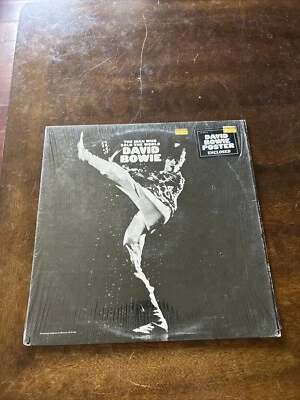 THE MAN WHO
SOLD THE WORLD
DAVID
BOWIE
DAVID
BOWIE
POSTER
ENCLOSED